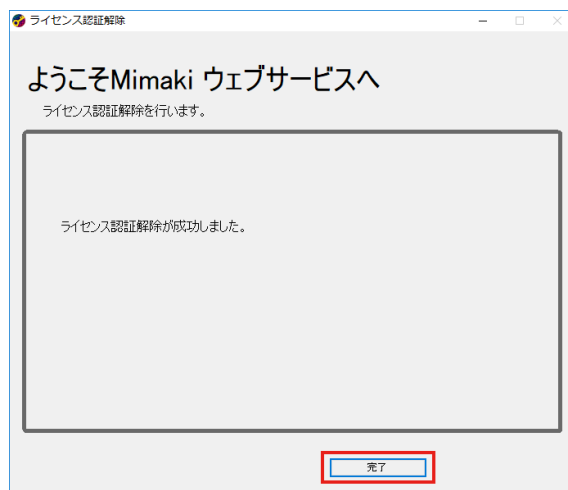 ライセンス認証解除
ようこそMimaki ウェブサービスへ
ライセンス認証解除を行います。
ライセンス認証解除が成功しました。
完了